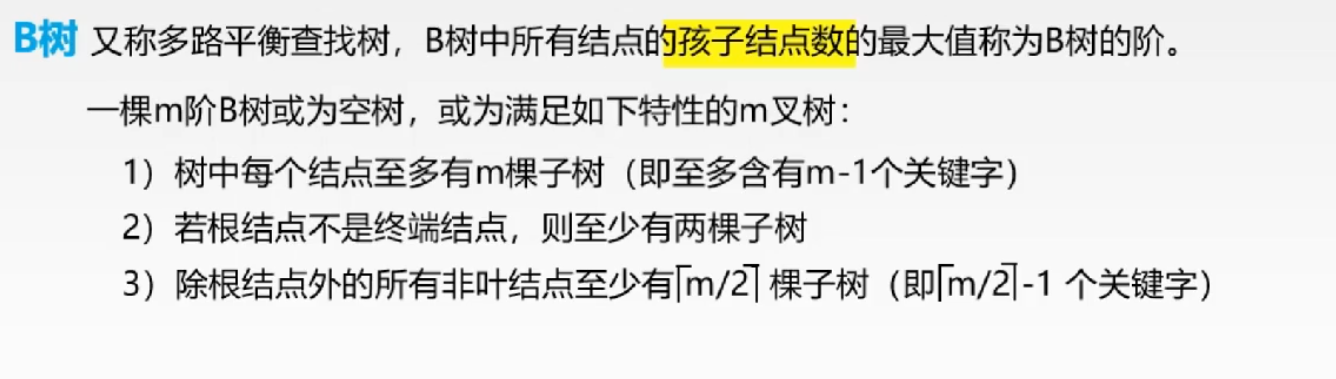 B树 又称多路平衡查找树，B树中所有结点的孩子结点数的最大值称为B树的阶。
一棵m阶B树或为空树，或为满足如下特性的m叉树：
1）树中每个结点至多有m棵子树（即至多含有m-1个关键字）
2）若根结点不是终端结点，则至少有两棵子树
3）除根结点外的所有非叶结点至少有⌈m/2⌉ 棵子树（即⌈m/2⌉-1 个关键字）